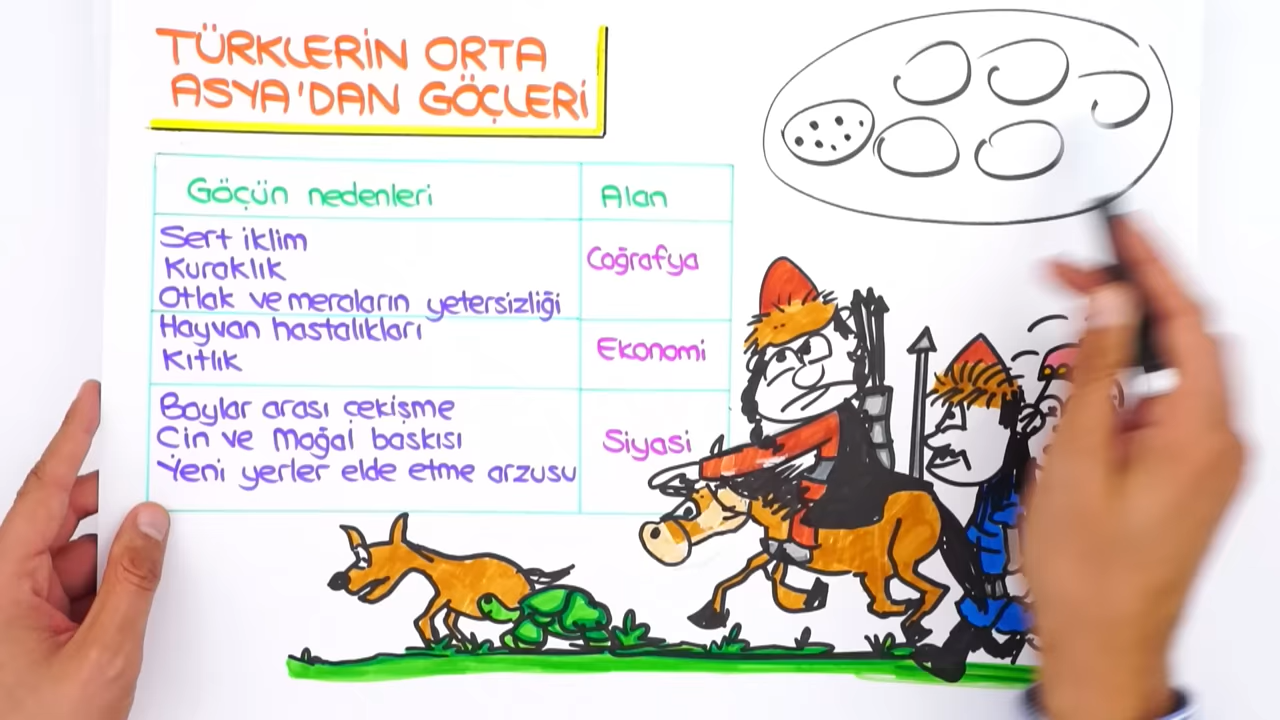 TÜRKLERİN ORTA
ASYA'DAN GÖÇLERİ
Göçün nedenleri
Alan
Sert iklim
Kuraklık
Otlak ve meraların yetersizliği
Coğrafya
Hayvan hastalıkları
Kıtlık
Ekonomi
Boylar arası çekişme
Çin ve Moğal baskısı
Yeni yerler elde etme arzusu
Siyasi